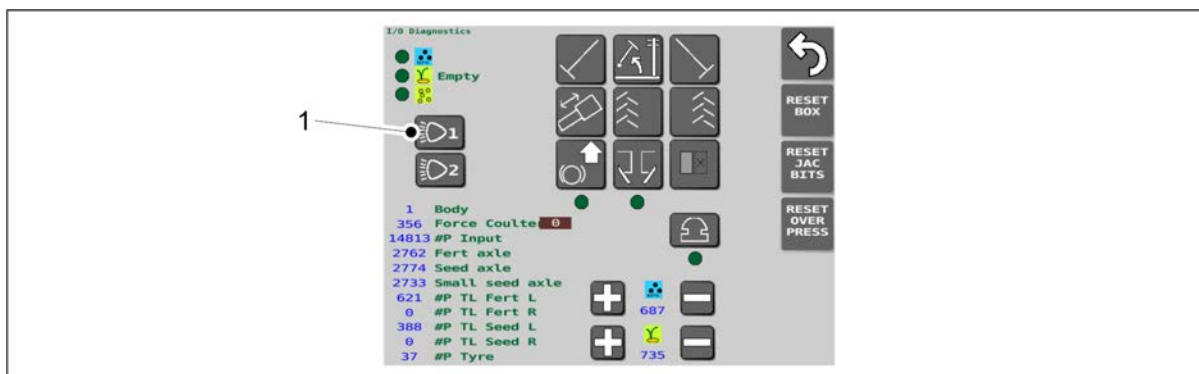 I/O Diagnostics
Empty
1
1
2
RESET
BOX
RESET
JAC
BITS
RESET
OVER
PRESS
1 Body
356 Force Coulte 0
14813 #P Input
2762 Fert axle
2774 Seed axle
2733 Small seed axle
621 #P TL Fert L
0 #P TL Fert R
388 #P TL Seed L
0 #P TL Seed R
37 #P Tyre
687
735